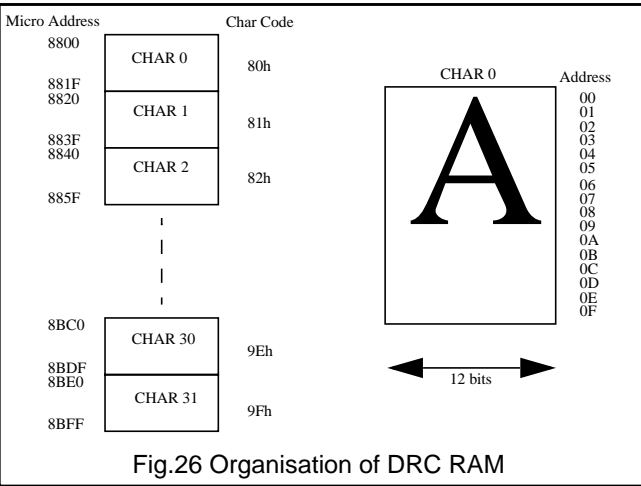 Micro Address Char Code
8800
CHAR 0
80h
881F
8820
CHAR 1
81h
883F
8840
CHAR 2
82h
885F
8BC0
CHAR 30
9Eh
8BDF
8BE0
CHAR 31
9Fh
8BFF
CHAR 0 Address
00
01
02
03
04
05
06
07
08
09
0A
0B
0C
0D
0E
0F
A
12 bits
Fig.26 Organisation of DRC RAM